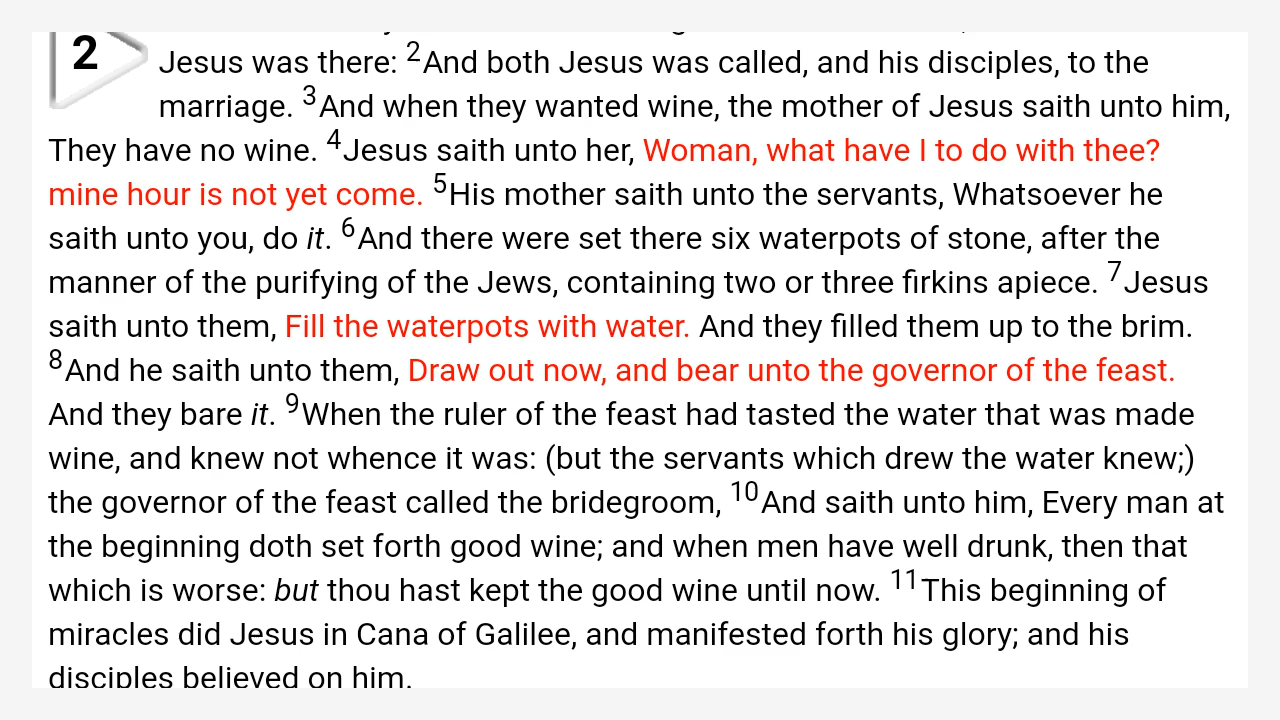 2
Jesus was there: 2And both Jesus was called, and his disciples, to the
marriage. 3And when they wanted wine, the mother of Jesus saith unto him,
They have no wine. 4Jesus saith unto her, Woman, what have I to do with thee?
mine hour is not yet come. 5His mother saith unto the servants, Whatsoever he
saith unto you, do it. 6And there were set there six waterpots of stone, after the
manner of the purifying of the Jews, containing two or three firkins apiece. 7Jesus
saith unto them, Fill the waterpots with water. And they filled them up to the brim.
8And he saith unto them, Draw out now, and bear unto the governor of the feast.
And they bare it. 9When the ruler of the feast had tasted the water that was made
wine, and knew not whence it was: (but the servants which drew the water knew;)
the governor of the feast called the bridegroom, 10And saith unto him, Every man at
the beginning doth set forth good wine; and when men have well drunk, then that
which is worse: but thou hast kept the good wine until now. 11This beginning of
miracles did Jesus in Cana of Galilee, and manifested forth his glory; and his
disciples believed on him.